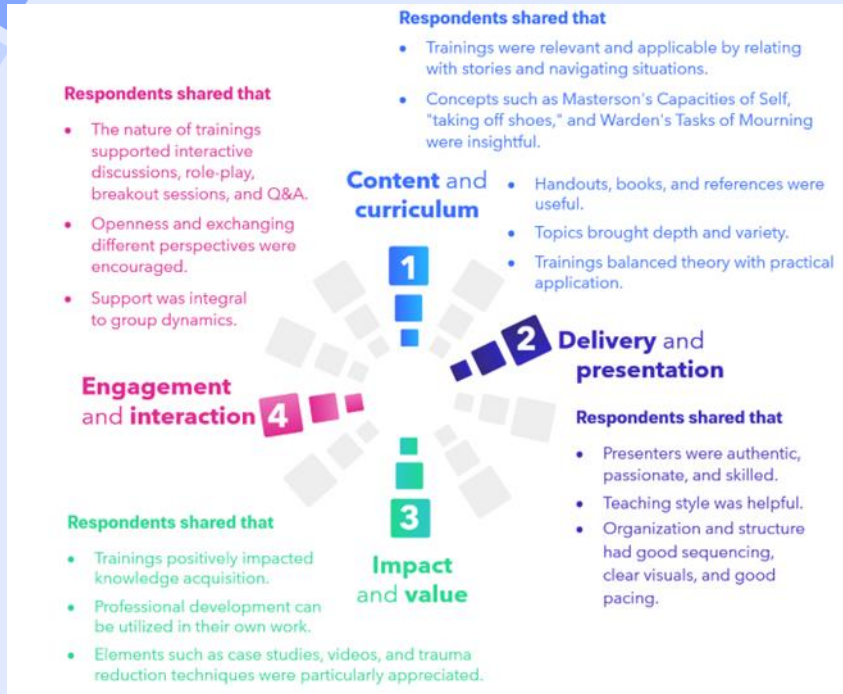 Respondents shared that
• Trainings were relevant and applicable by relating
with stories and navigating situations.
• Concepts such as Masterson's Capacities of Self,
"taking off shoes," and Warden's Tasks of Mourning
were insightful.
Content and
curriculum
• Handouts, books, and references were
useful.
• Topics brought depth and variety.
• Trainings balanced theory with practical
application.
1
2
Delivery and
presentation
Respondents shared that
• Presenters were authentic,
passionate, and skilled.
• Teaching style was helpful.
• Organization and structure
had good sequencing,
clear visuals, and good
pacing.
3
Impact
and value
Respondents shared that
• Trainings positively impacted
knowledge acquisition.
• Professional development can
be utilized in their own work.
• Elements such as case studies, videos, and trauma
reduction techniques were particularly appreciated.
Engagement
and interaction
4
Respondents shared that
• The nature of trainings
supported interactive
discussions, role-play,
breakout sessions, and Q&A.
• Openness and exchanging
different perspectives were
encouraged.
• Support was integral
to group dynamics.